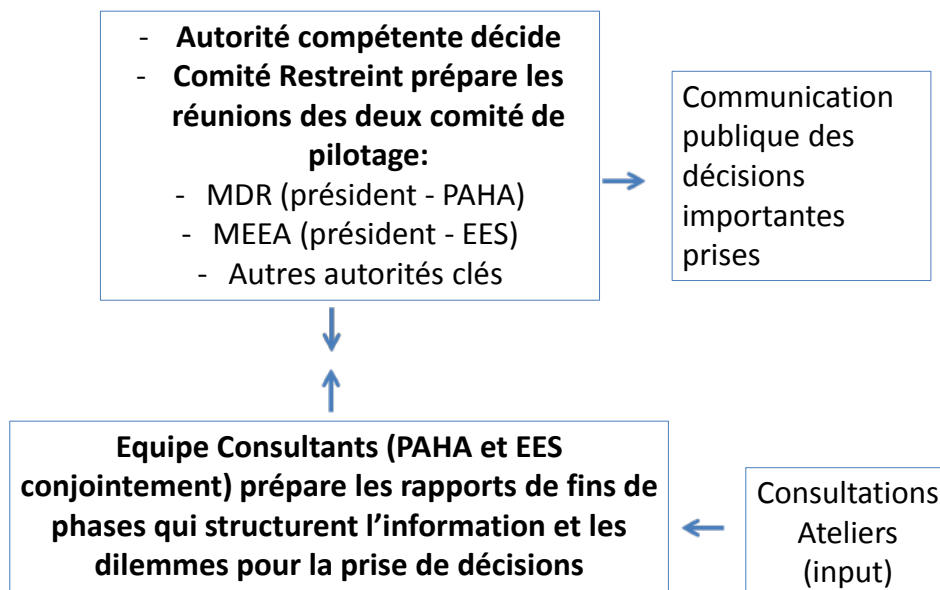 - Autorité compétente décide
- Comité Restreint prépare les
réunions des deux comité de
pilotage:
- MDR (président - PAHA)
- MEEA (président - EES)
- Autres autorités clés
Communication
publique des
décisions
importantes
prises
Equipe Consultants (PAHA et EES
conjointement) prépare les rapports de fins de
phases qui structurent l’information et les
dilemmes pour la prise de décisions
Consultations
Ateliers
(input)